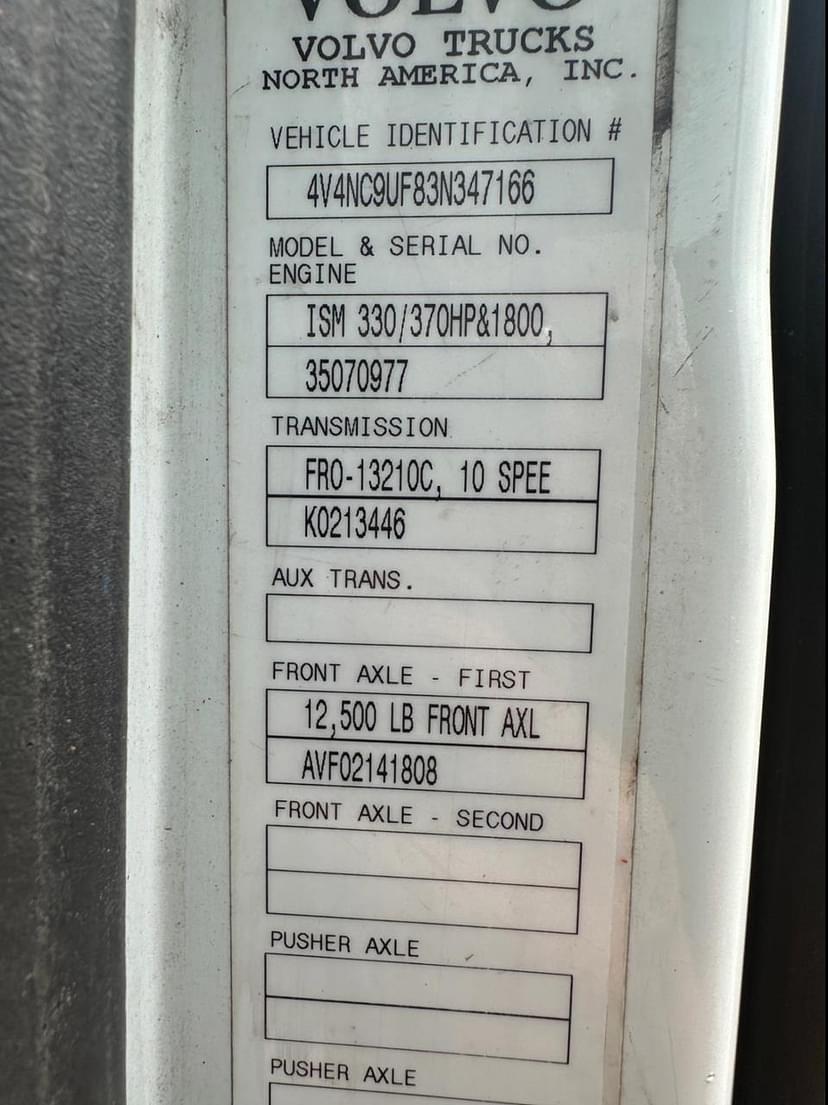 VOLVO
VOLVO TRUCKS
NORTH AMERICA, INC.
VEHICLE IDENTIFICATION #
4V4NC9UF83N347166
MODEL & SERIAL NO.
ENGINE
ISM 330/370HP&1800,
35070977
TRANSMISSION
FRO-13210C, 10 SPEE
K0213446
AUX TRANS.
FRONT AXLE - FIRST
12,500 LB FRONT AXL
AVF02141808
FRONT AXLE - SECOND
PUSHER AXLE
PUSHER AXLE